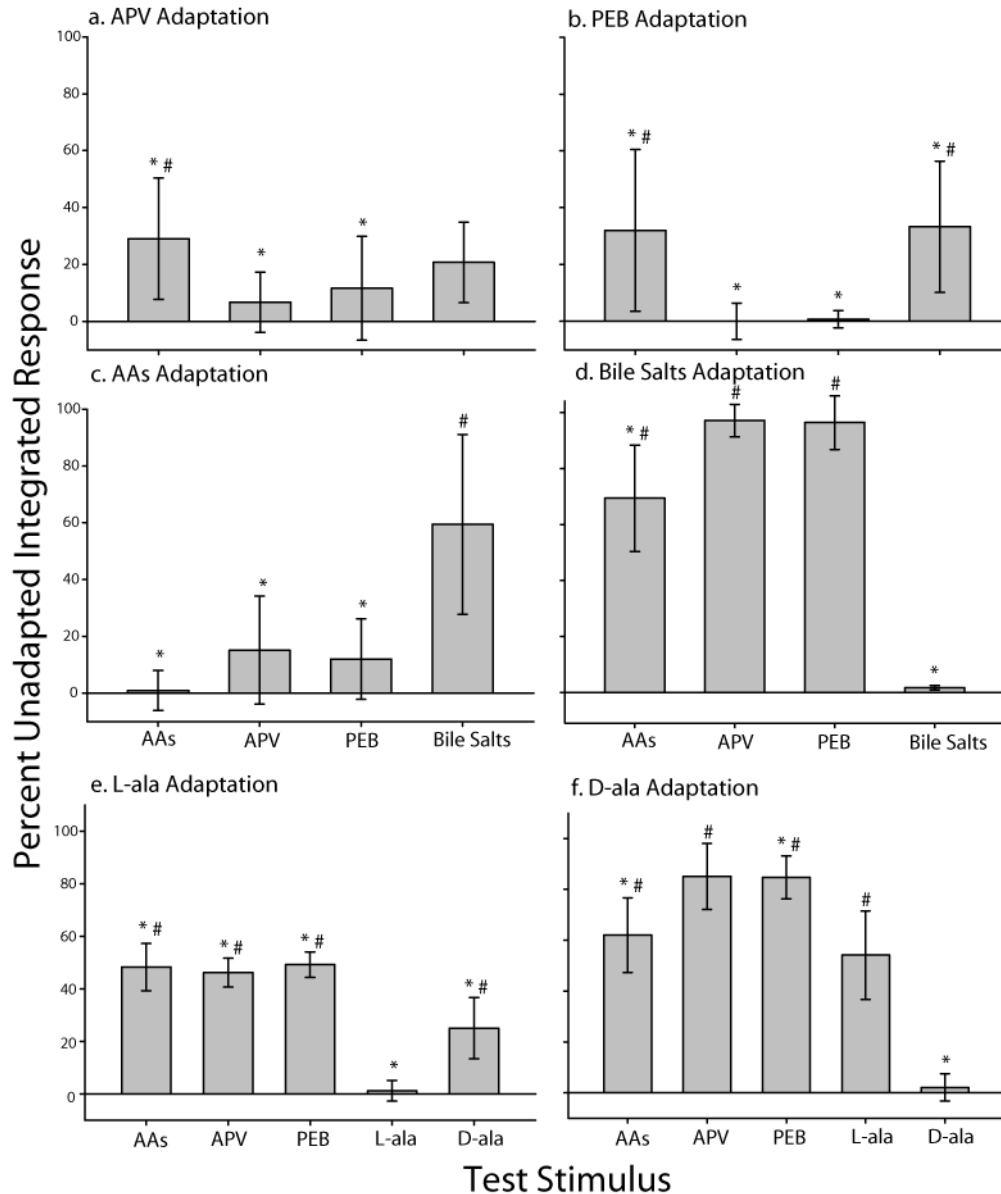 a. APV Adaptation
100
80
60
40
20
0
* #
*
*
b. PEB Adaptation
* #
*
*
* #
c. AAs Adaptation
100
80
60
40
20
0
*
*
*
#
AAs APV PEB Bile Salts
d. Bile Salts Adaptation
* #
#
#
*
AAs APV PEB Bile Salts
e. L-ala Adaptation
100
80
60
40
20
0
* # * # * # * * #
AAs APV PEB L-ala D-ala
f. D-ala Adaptation
* # # * # # *
AAs APV PEB L-ala D-ala
Percent Unadapted Integrated Response
Test Stimulus